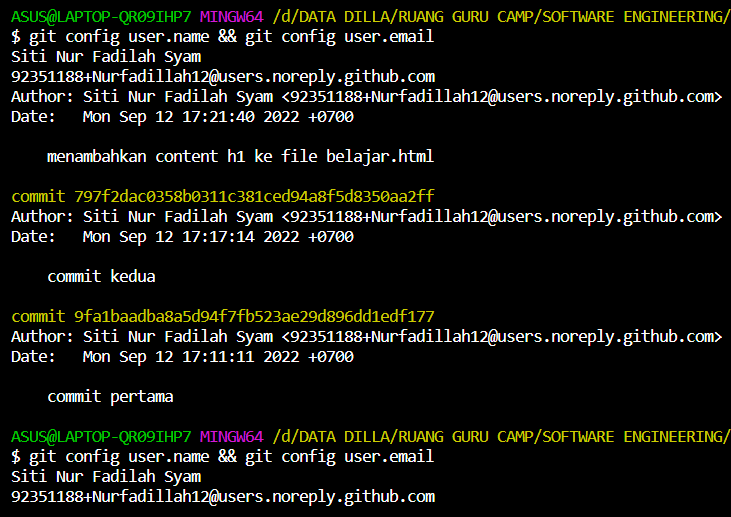 ASUS@LAPTOP-QR09IHP7 MINGW64 /d/DATA DILLA/RUANG GURU CAMP/SOFTWARE ENGINEERING/
$ git config user.name && git config user.email
Siti Nur Fadilah Syam
92351188+Nurfadillah12@users.noreply.github.com
Author: Siti Nur Fadilah Syam <92351188+Nurfadillah12@users.noreply.github.com>
Date:   Mon Sep 12 17:21:40 2022 +0700
    menambahkan content h1 ke file belajar.html
commit 797f2dac0358b0311c381ced94a8f5d8350aa2ff
Author: Siti Nur Fadilah Syam <92351188+Nurfadillah12@users.noreply.github.com>
Date:   Mon Sep 12 17:17:14 2022 +0700
    commit kedua
commit 9fa1baadba8a5d94f7fb523ae29d896dd1edf177
Author: Siti Nur Fadilah Syam <92351188+Nurfadillah12@users.noreply.github.com>
Date:   Mon Sep 12 17:11:11 2022 +0700
    commit pertama
ASUS@LAPTOP-QR09IHP7 MINGW64 /d/DATA DILLA/RUANG GURU CAMP/SOFTWARE ENGINEERING/
$ git config user.name && git config user.email
Siti Nur Fadilah Syam
92351188+Nurfadillah12@users.noreply.github.com